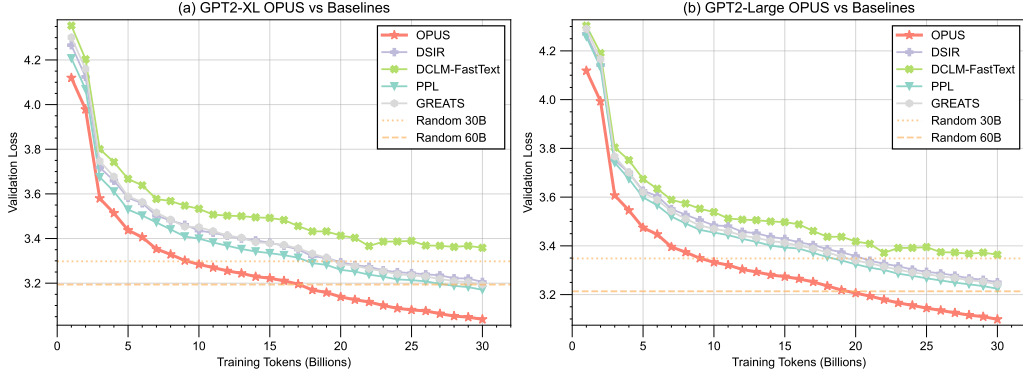 (a) GPT2-XL OPUS vs Baselines
Validation Loss
4.2
4.0
3.8
3.6
3.4
3.2
OPUS
DSIR
DCLM-FastText
PPL
GREATS
Random 30B
Random 60B
0 5 10 15 20 25 30
Training Tokens (Billions)
(b) GPT2-Large OPUS vs Baselines
Validation Loss
4.2
4.0
3.8
3.6
3.4
3.2
OPUS
DSIR
DCLM-FastText
PPL
GREATS
Random 30B
Random 60B
0 5 10 15 20 25 30
Training Tokens (Billions)